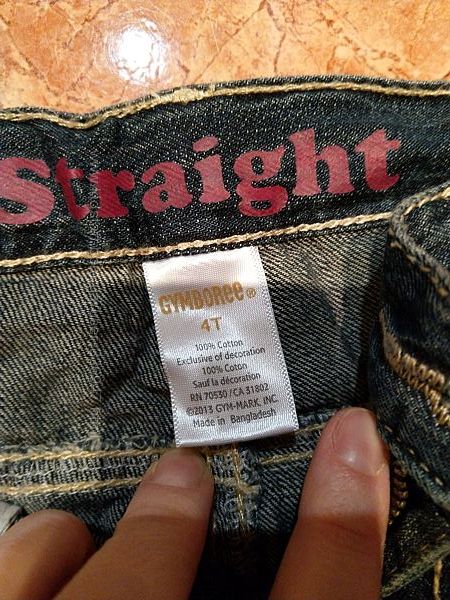 Straight
GYMBOREE®
4T
100% Cotton
Exclusive of decoration
100% Coton
Sauf la décoration
RN 70530 / CA 31802
©2013 GYM-MARK, INC.
Made in Bangladesh